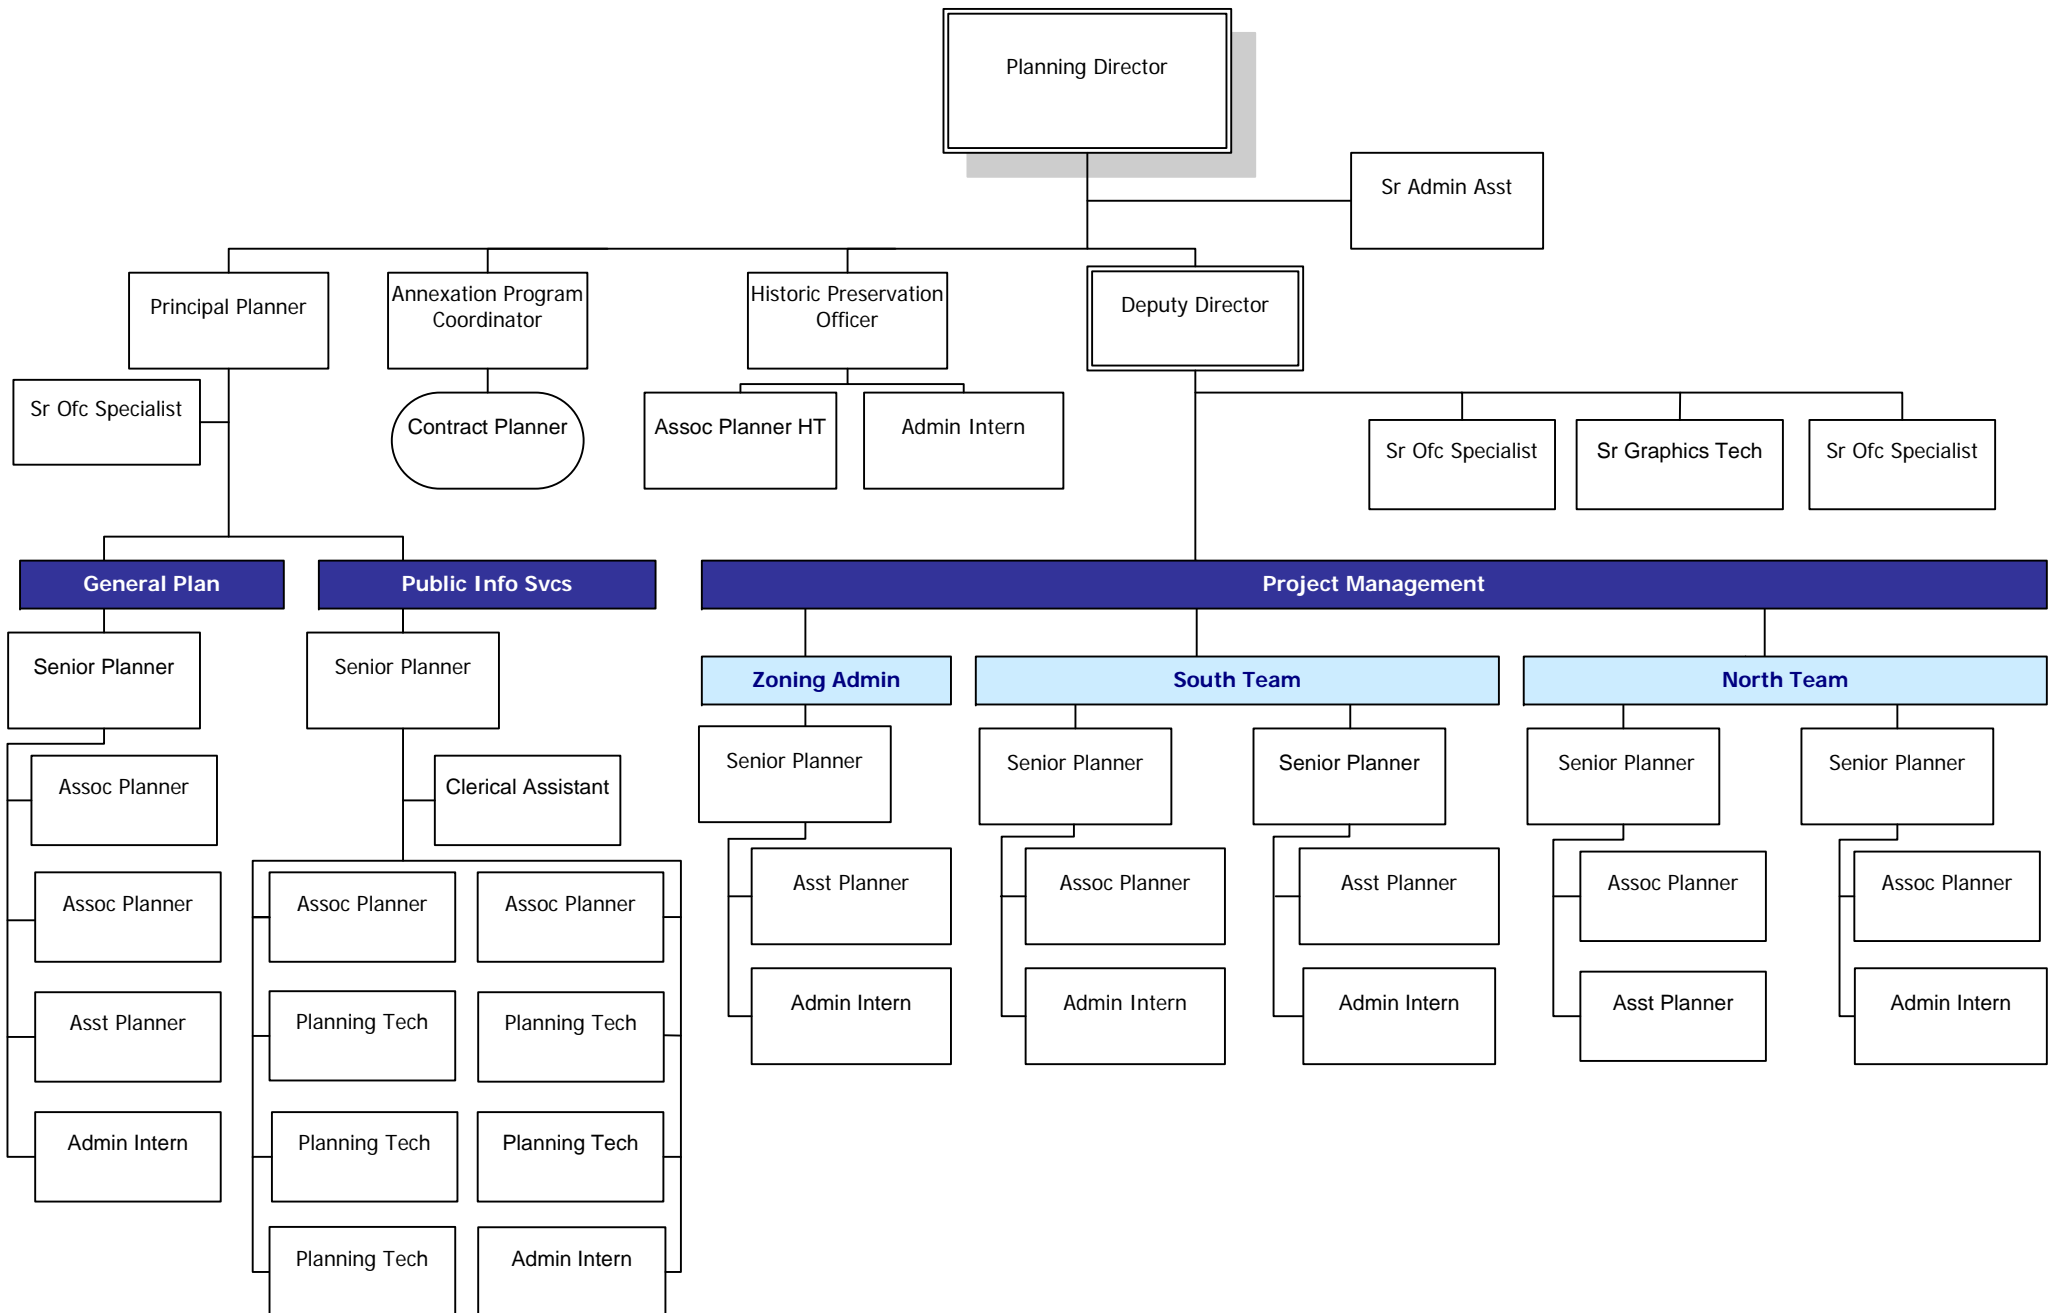 Planning Director
Sr Admin Asst
Principal Planner
Annexation Program
Coordinator
Historic Preservation
Officer
Deputy Director
Sr Ofc Specialist
Contract Planner
Assoc Planner HT
Admin Intern
Sr Ofc Specialist
Sr Graphics Tech
Sr Ofc Specialist
General Plan
Public Info Svcs
Project Management
Senior Planner
Senior Planner
Zoning Admin
South Team
North Team
Senior Planner
Senior Planner
Senior Planner
Senior Planner
Senior Planner
Assoc Planner
Clerical Assistant
Asst Planner
Assoc Planner
Asst Planner
Assoc Planner
Assoc Planner
Assoc Planner
Assoc Planner
Assoc Planner
Admin Intern
Admin Intern
Admin Intern
Asst Planner
Admin Intern
Asst Planner
Planning Tech
Planning Tech
Admin Intern
Planning Tech
Planning Tech
Planning Tech
Admin Intern